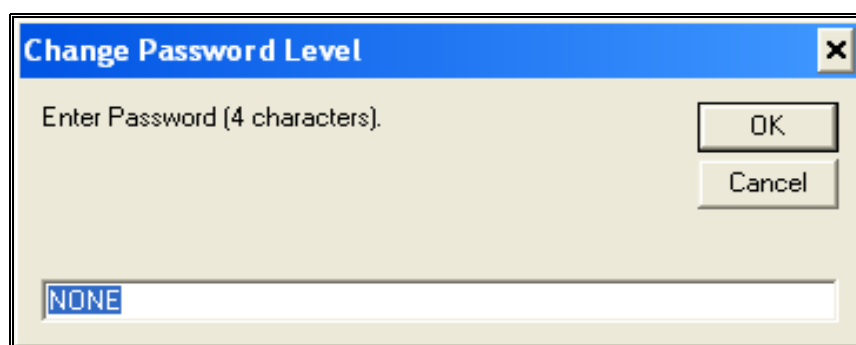 Change Password Level
Enter Password (4 characters).
OK
Cancel
NONE